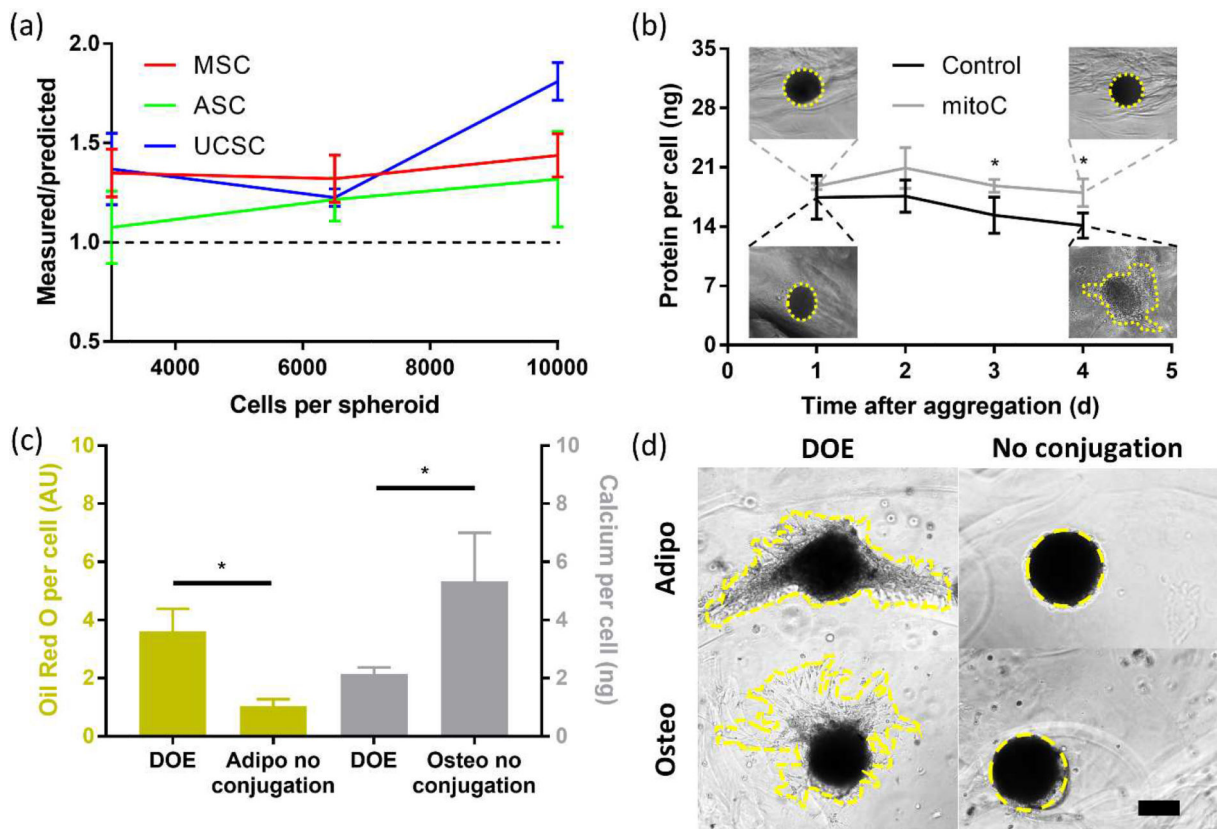 (a)
2.0
1.5
1.0
0.5
Measured/predicted
MSC
ASC
UCSC
4000 6000 8000 10000
Cells per spheroid
(b)
35
28
21
14
7
0
Protein per cell (ng)
Control
mitoC
* *
0 1 2 3 4 5
Time after aggregation (d)
(c)
10
8
6
4
2
0
Oil Red O per cell (AU)
*
*
10
8
6
4
2
0
Calcium per cell (ng)
DOE Adipo no DOE Osteo no
conjugation conjugation
(d)
DOE No conjugation
Adipo
Osteo